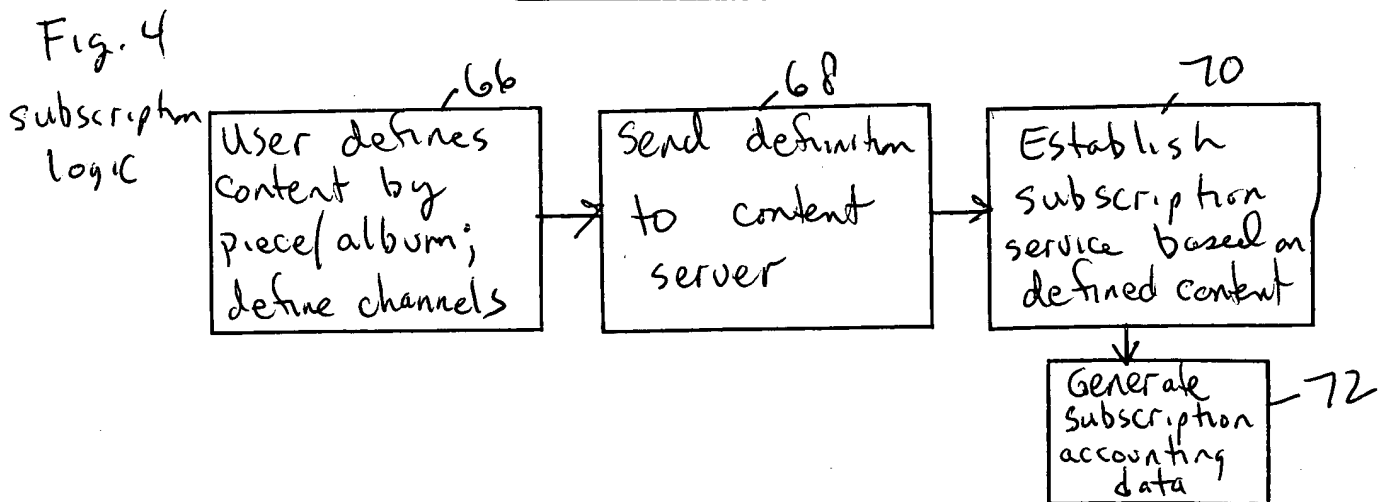 Fig. 4
subscription
logic
66
User defines
content by
piece/album;
define channels
68
Send definition
to content
server
70
Establish
subscription
service based on
defined content
Generate
subscription
accounting
data
72